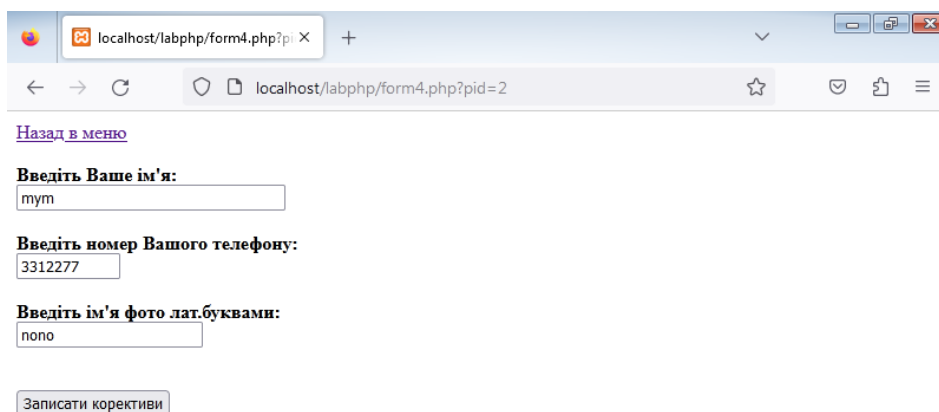 localhost/labphp/form4.php?pi
localhost/labphp/form4.php?pid=2
Назад в меню
Введіть Ваше ім'я:
mym
Введіть номер Вашого телефону:
3312277
Введіть ім'я фото лат.буквами:
nono
Записати корективи